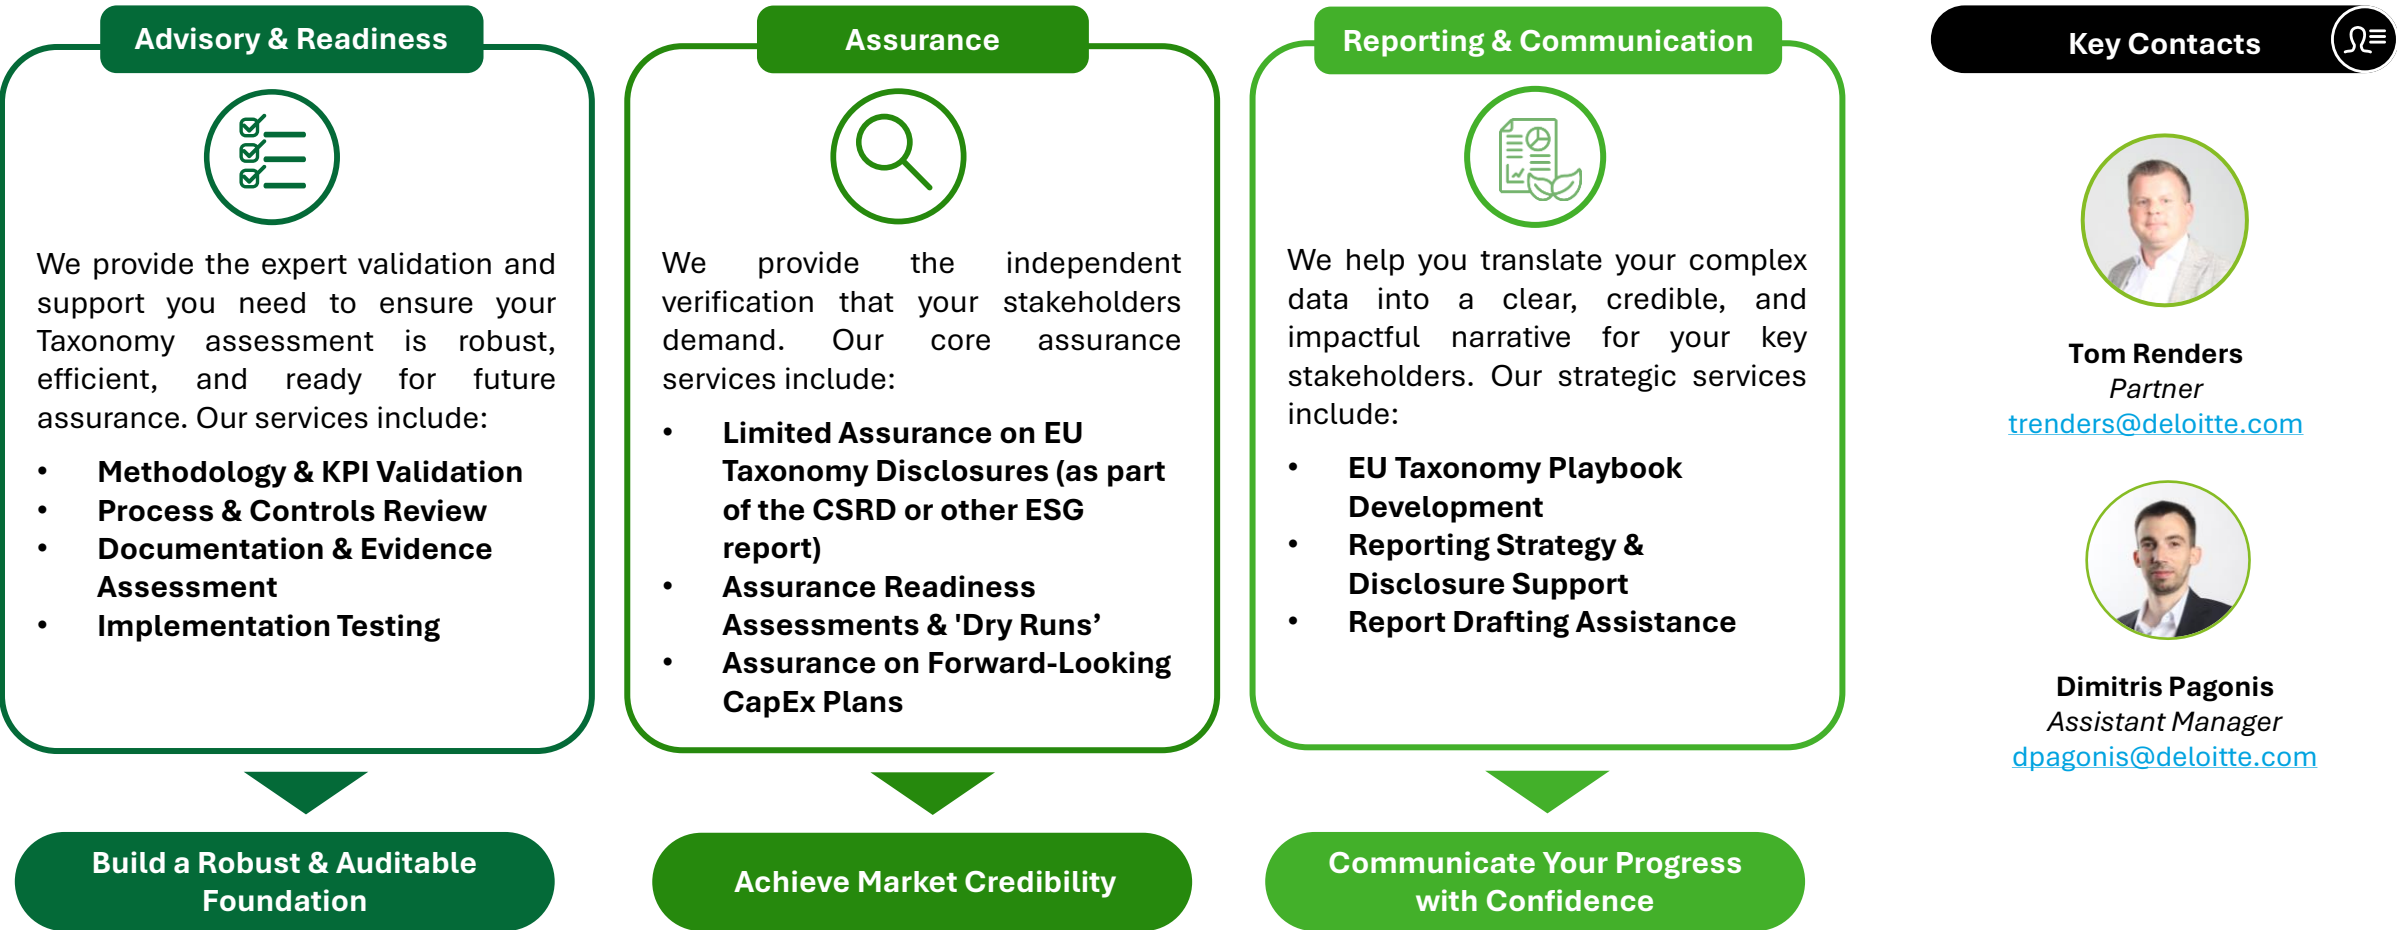 Advisory & Readiness
We provide the expert validation and
support you need to ensure your
Taxonomy assessment is robust,
efficient, and ready for future
assurance. Our services include:
• Methodology & KPI Validation
• Process & Controls Review
• Documentation & Evidence
Assessment
• Implementation Testing
Build a Robust & Auditable
Foundation
Assurance
We provide the independent
verification that your stakeholders
demand. Our core assurance
services include:
• Limited Assurance on EU
Taxonomy Disclosures (as part
of the CSRD or other ESG
report)
• Assurance Readiness
Assessments & 'Dry Runs’
• Assurance on Forward-Looking
CapEx Plans
Achieve Market Credibility
Reporting & Communication
We help you translate your complex
data into a clear, credible, and
impactful narrative for your key
stakeholders. Our strategic services
include:
• EU Taxonomy Playbook
Development
• Reporting Strategy &
Disclosure Support
• Report Drafting Assistance
Communicate Your Progress
with Confidence
Key Contacts
Tom Renders
Partner
trenders@deloitte.com
Dimitris Pagonis
Assistant Manager
dpagonis@deloitte.com